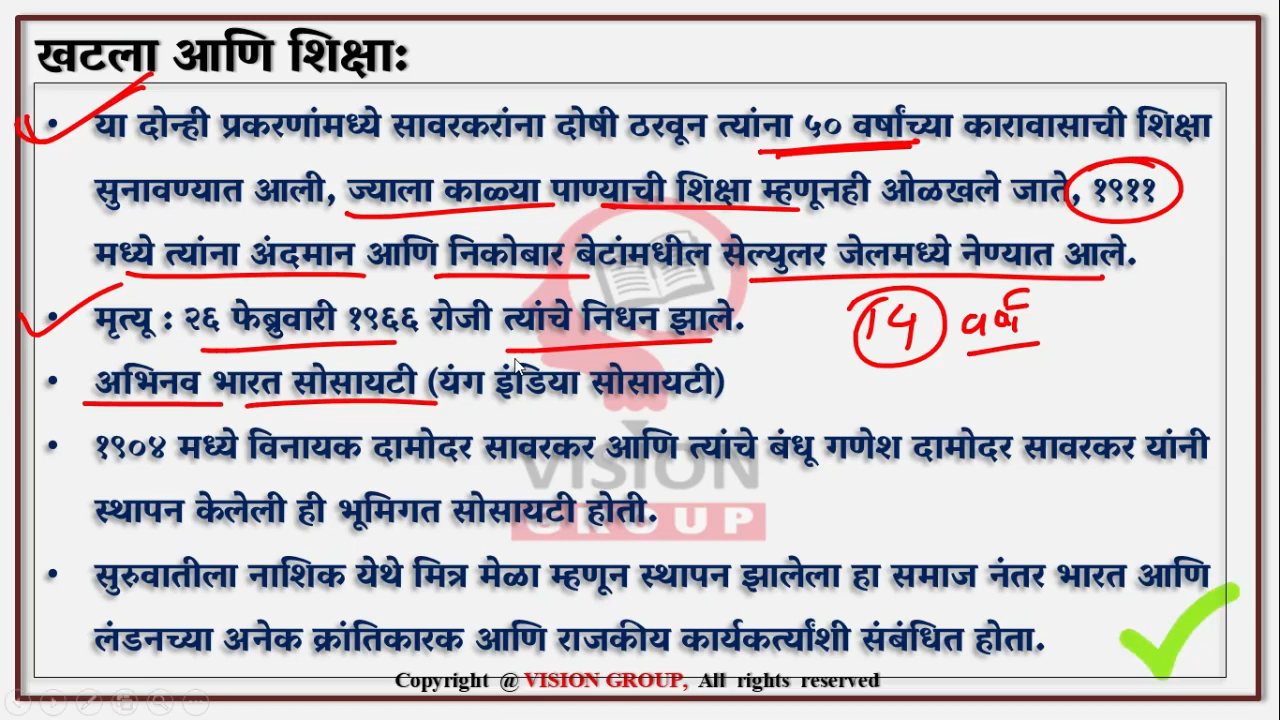 खटला आणि शिक्षाः
• या दोन्ही प्रकरणांमध्ये सावरकरांना दोषी ठरवून त्यांना ५० वर्षांच्या कारावासाची शिक्षा
सुनावण्यात आली, ज्याला काळ्या पाण्याची शिक्षा म्हणूनही ओळखले जाते, १९११
मध्ये त्यांना अंदमान आणि निकोबार बेटांमधील सेल्युलर जेलमध्ये नेण्यात आले.
• मृत्यू : २६ फेब्रुवारी १९६६ रोजी त्यांचे निधन झाले.
14 वर्ष
• अभिनव भारत सोसायटी (यंग इंडिया सोसायटी)
• १९०४ मध्ये विनायक दामोदर सावरकर आणि त्यांचे बंधू गणेश दामोदर सावरकर यांनी
स्थापन केलेली ही भूमिगत सोसायटी होती.
VISION
GROUP
• सुरुवातीला नाशिक येथे मित्र मेळा म्हणून स्थापन झालेला हा समाज नंतर भारत आणि
लंडनच्या अनेक क्रांतिकारक आणि राजकीय कार्यकर्त्यांशी संबंधित होता.
Copyright @ VISION GROUP, All rights reserved